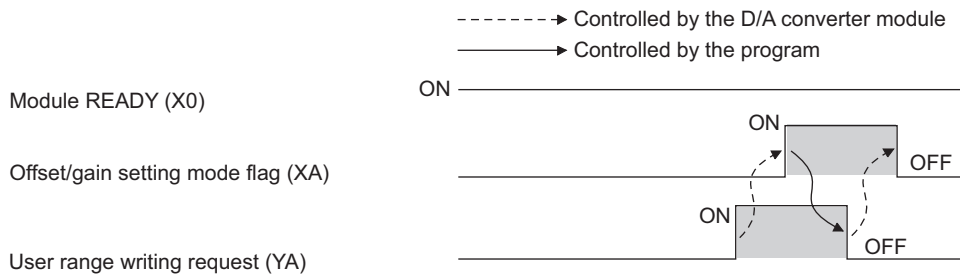 Controlled by the D/A converter module
Controlled by the program
Module READY (X0)
ON
Offset/gain setting mode flag (XA)
ON
OFF
User range writing request (YA)
ON
OFF